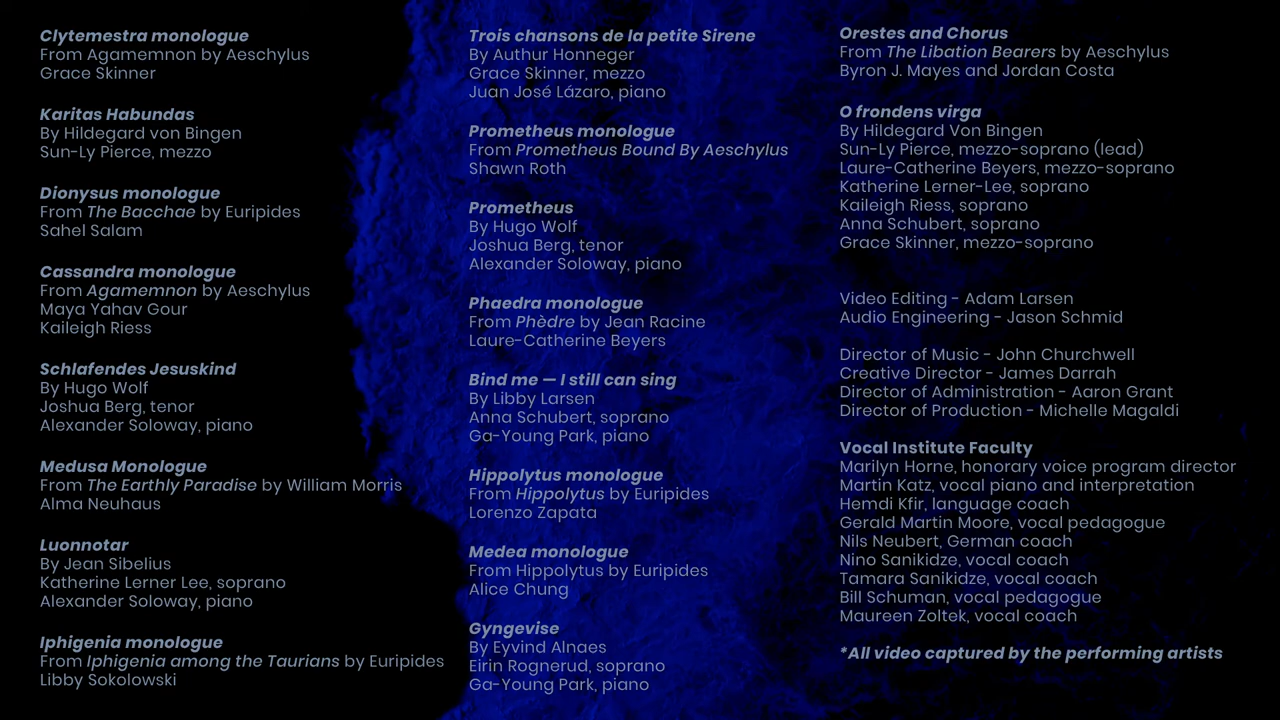 Clytemestra monologue
From Agamemnon by Aeschylus
Grace Skinner
Karitas Habundas
By Hildegard von Bingen
Sun-Ly Pierce, mezzo
Dionysus monologue
From The Bacchae by Euripides
Sahel Salam
Cassandra monologue
From Agamemnon by Aeschylus
Maya Yahav Gour
Kaileigh Riess
Schlafendes Jesuskind
By Hugo Wolf
Joshua Berg, tenor
Alexander Soloway, piano
Medusa Monologue
From The Earthly Paradise by William Morris
Alma Neuhaus
Luonnotar
By Jean Sibelius
Katherine Lerner Lee, soprano
Alexander Soloway, piano
Iphigenia monologue
From Iphigenia among the Taurians by Euripides
Libby Sokolowski
Trois chansons de la petite Sirene
By Authur Honneger
Grace Skinner, mezzo
Juan José Lázaro, piano
Prometheus monologue
From Prometheus Bound By Aeschylus
Shawn Roth
Prometheus
By Hugo Wolf
Joshua Berg, tenor
Alexander Soloway, piano
Phaedra monologue
From Phèdre by Jean Racine
Laure-Catherine Beyers
Bind me — I still can sing
By Libby Larsen
Anna Schubert, soprano
Ga-Young Park, piano
Hippolytus monologue
From Hippolytus by Euripides
Lorenzo Zapata
Medea monologue
From Hippolytus by Euripides
Alice Chung
Gyngevise
By Eyvind Alnaes
Eirin Rognerud, soprano
Ga-Young Park, piano
Orestes and Chorus
From The Libation Bearers by Aeschylus
Byron J. Mayes and Jordan Costa
O frondens virga
By Hildegard Von Bingen
Sun-Ly Pierce, mezzo-soprano (lead)
Laure-Catherine Beyers, mezzo-soprano
Katherine Lerner-Lee, soprano
Kaileigh Riess, soprano
Anna Schubert, soprano
Grace Skinner, mezzo-soprano
Video Editing - Adam Larsen
Audio Engineering - Jason Schmid
Director of Music - John Churchwell
Creative Director - James Darrah
Director of Administration - Aaron Grant
Director of Production - Michelle Magaldi
Vocal Institute Faculty
Marilyn Horne, honorary voice program director
Martin Katz, vocal piano and interpretation
Hemdi Kfir, language coach
Gerald Martin Moore, vocal pedagogue
Nils Neubert, German coach
Nino Sanikidze, vocal coach
Tamara Sanikidze, vocal coach
Bill Schuman, vocal pedagogue
Maureen Zoltek, vocal coach
*All video captured by the performing artists